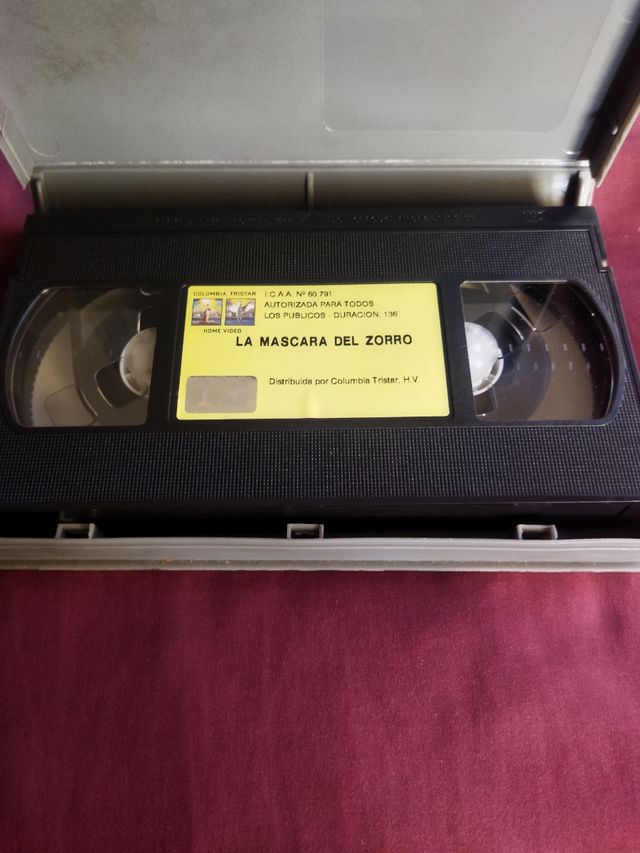 COLUMBIA TRISTAR
HOME VIDEO
I.C.A.A. Nº 60.791
AUTORIZADA PARA TODOS
LOS PUBLICOS - DURACION: 136'
LA MASCARA DEL ZORRO
Distribuida por Columbia Tristar, H.V.